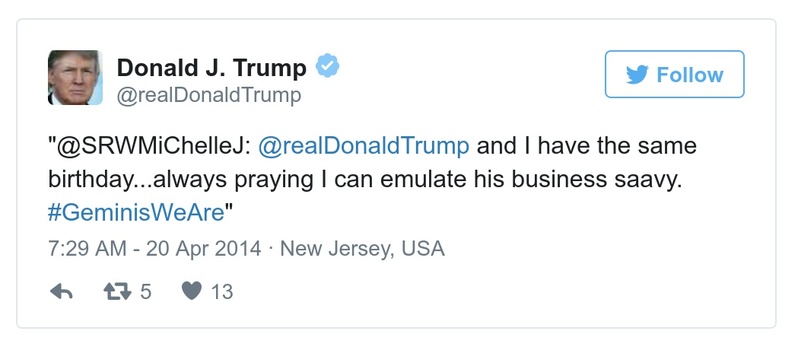 Donald J. Trump
@realDonaldTrump
Follow
"@SRWMiChelleJ: @realDonaldTrump and I have the same
birthday...always praying I can emulate his business saavy.
#GeminisWeAre"
7:29 AM - 20 Apr 2014 · New Jersey, USA
5 13